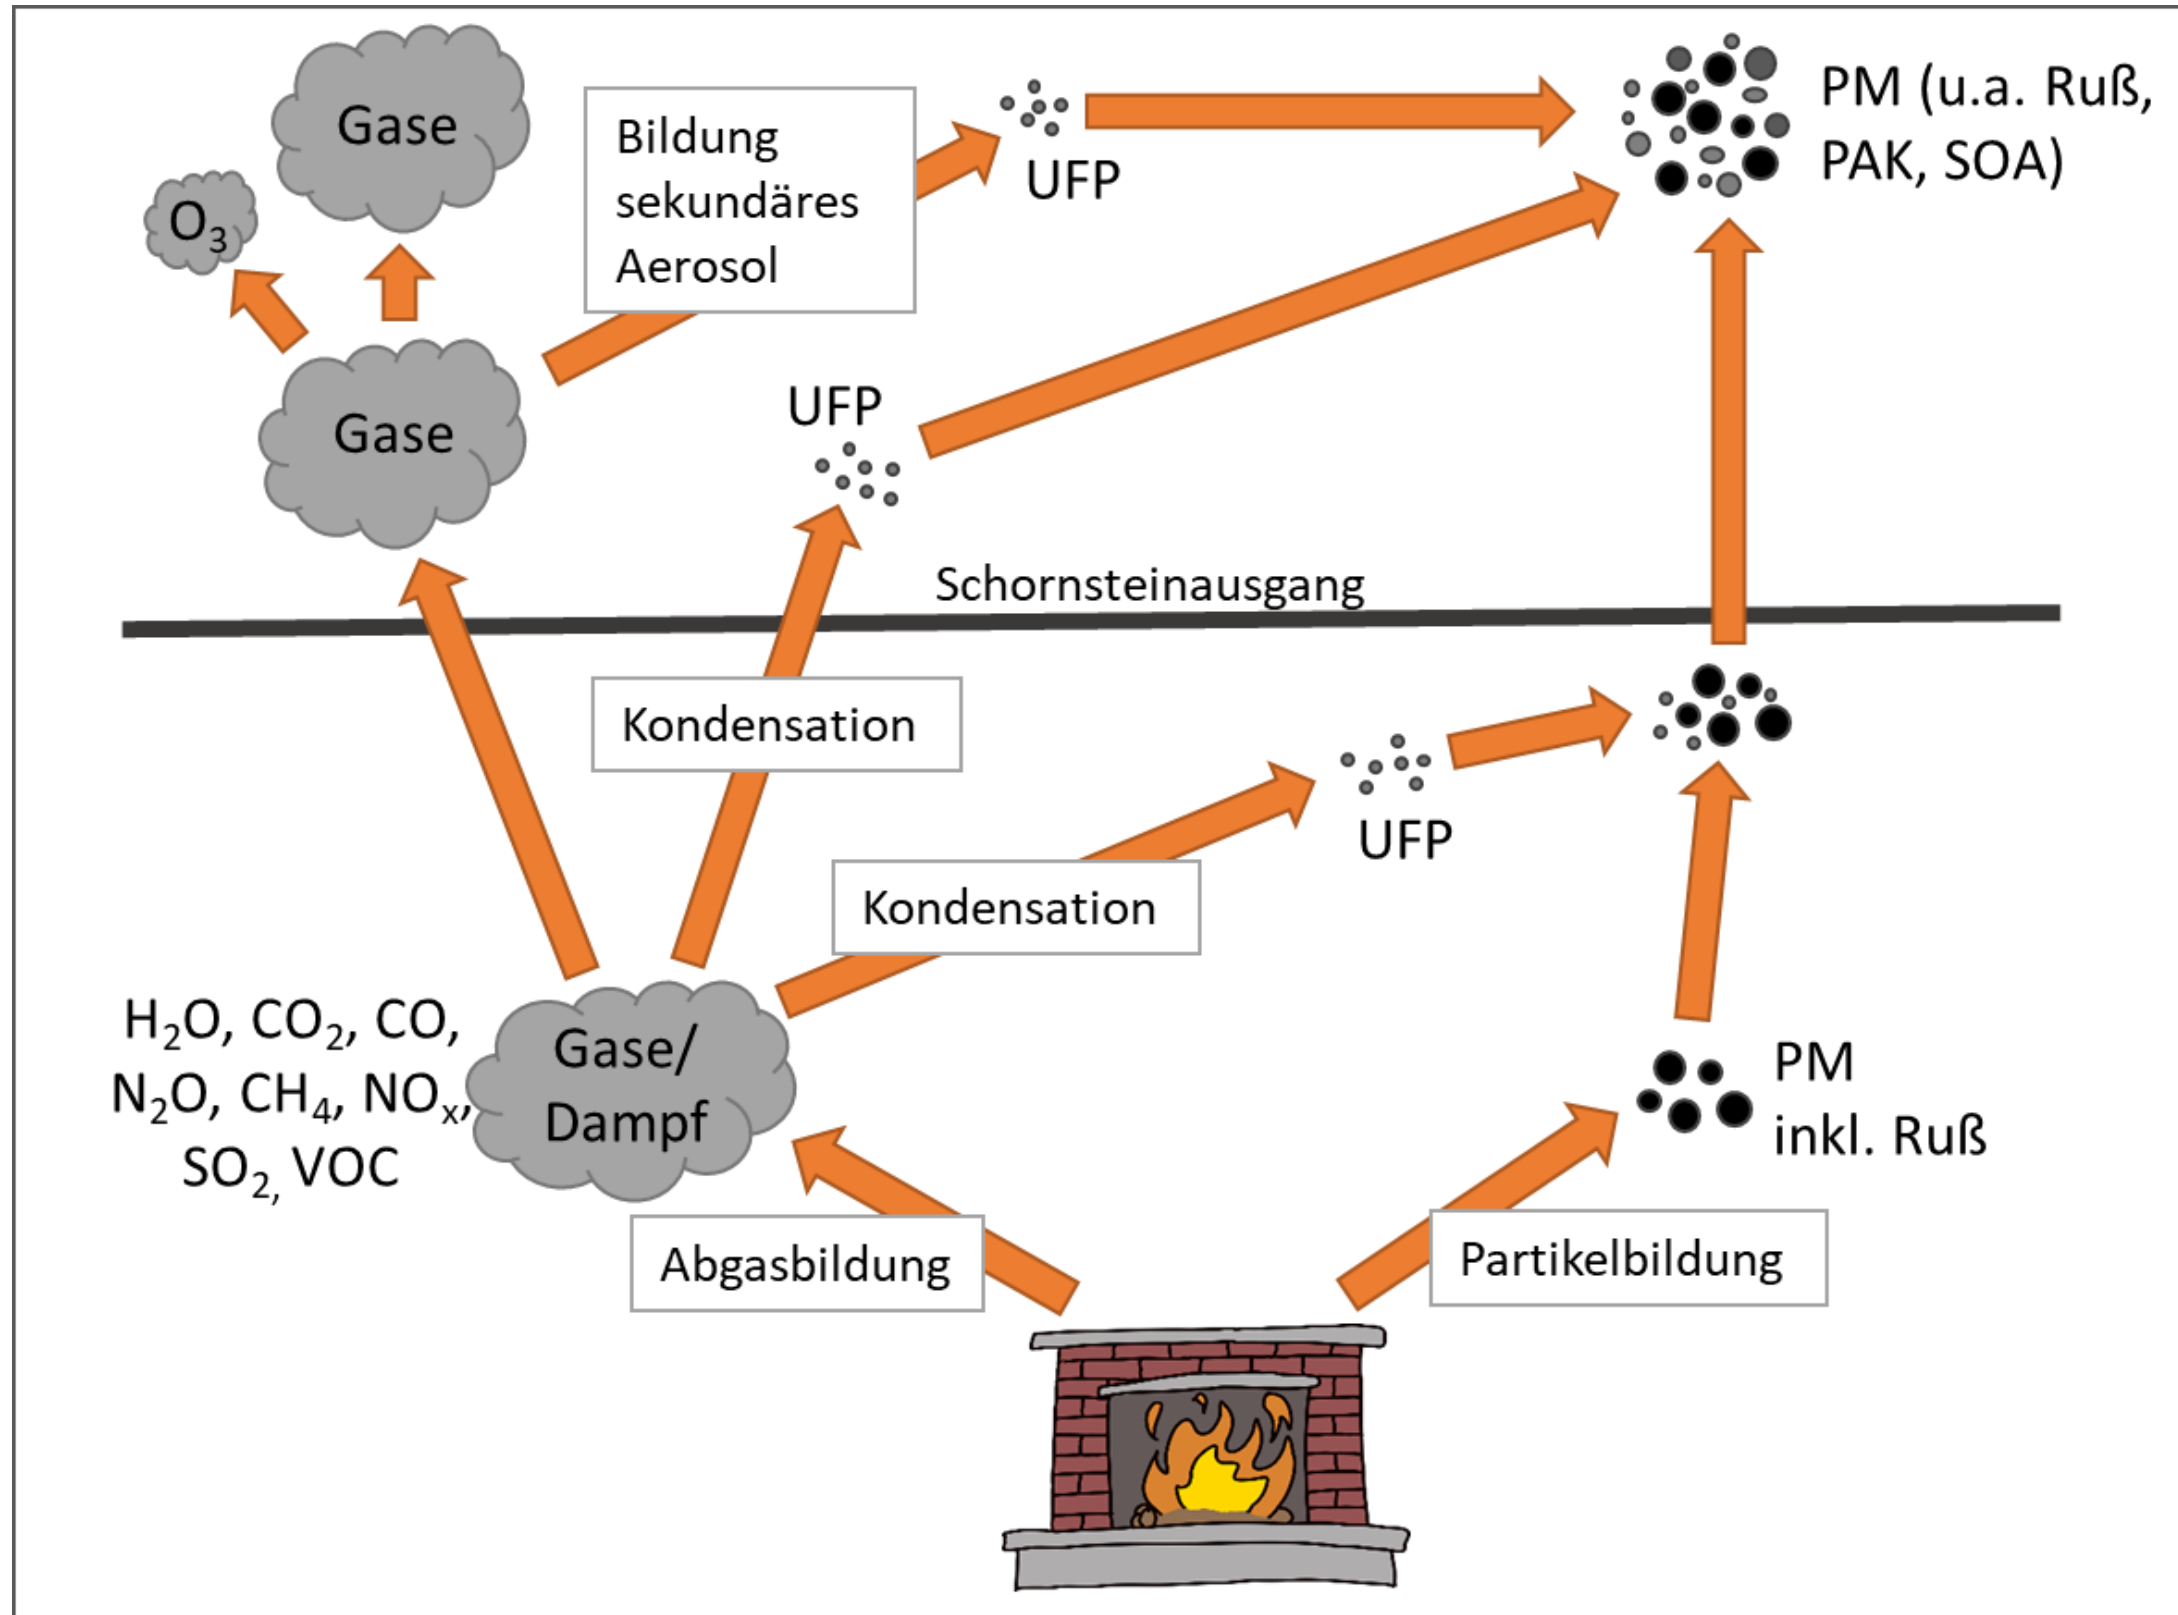 Gase
O₃
Bildung
sekundäres
Aerosol
UFP
PM (u.a. Ruß,
PAK, SOA)
Gase
UFP
Schornsteinausgang
Kondensation
UFP
Kondensation
H₂O, CO₂, CO,
N₂O, CH₄, NOₓ,
SO₂, VOC
Gase/
Dampf
PM
inkl. Ruß
Abgasbildung
Partikelbildung